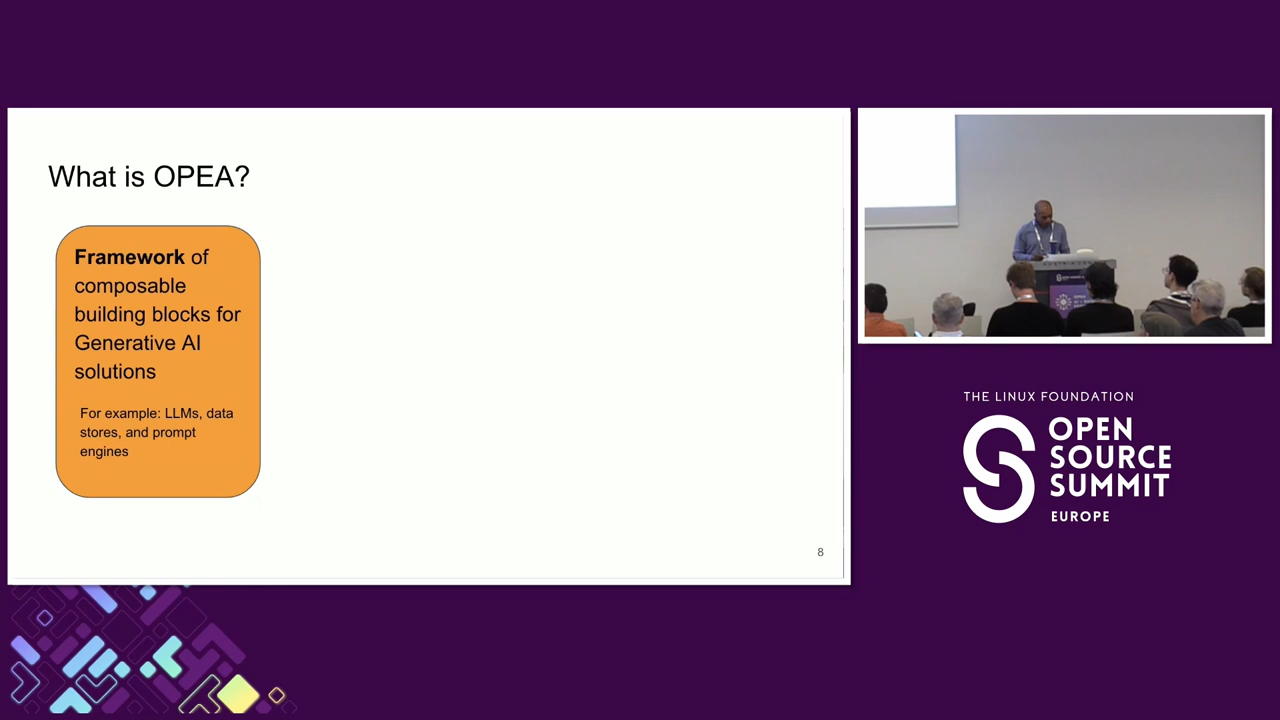 What is OPEA?
Framework of
composable
building blocks for
Generative AI
solutions
For example: LLMs, data
stores, and prompt
engines
8
THE LINUX FOUNDATION
OPEN
SOURCE
SUMMIT
EUROPE